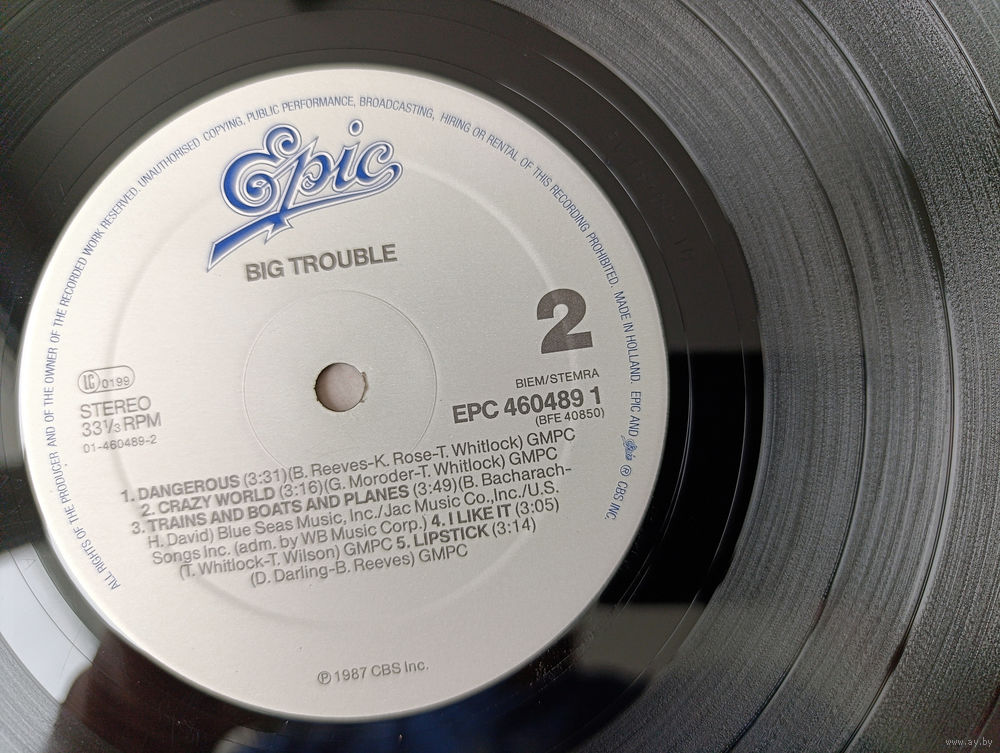 ALL RIGHTS OF THE PRODUCER AND OF THE OWNER OF THE RECORDED WORK RESERVED. UNAUTHORISED COPYING, PUBLIC PERFORMANCE, BROADCASTING, HIRING OR RENTAL OF THIS RECORDING PROHIBITED. MADE IN HOLLAND. EPIC AND Epic ® CBS INC.
Epic
BIG TROUBLE
2
LC 0199
STEREO
33⅓ RPM
01-460489-2
BIEM/STEMRA
EPC 460489 1
(BFE 40850)
1. DANGEROUS (3:31)(B. Reeves-K. Rose-T. Whitlock) GMPC
2. CRAZY WORLD (3:16)(G. Moroder-T. Whitlock) GMPC
3. TRAINS AND BOATS AND PLANES (3:49)(B. Bacharach-
H. David) Blue Seas Music, Inc./Jac Music Co.,Inc./U.S.
Songs Inc. (adm. by WB Music Corp.) 4. I LIKE IT (3:05)
(T. Whitlock-T. Wilson) GMPC 5. LIPSTICK (3:14)
(D. Darling-B. Reeves) GMPC
℗ 1987 CBS Inc.
www.ay.by